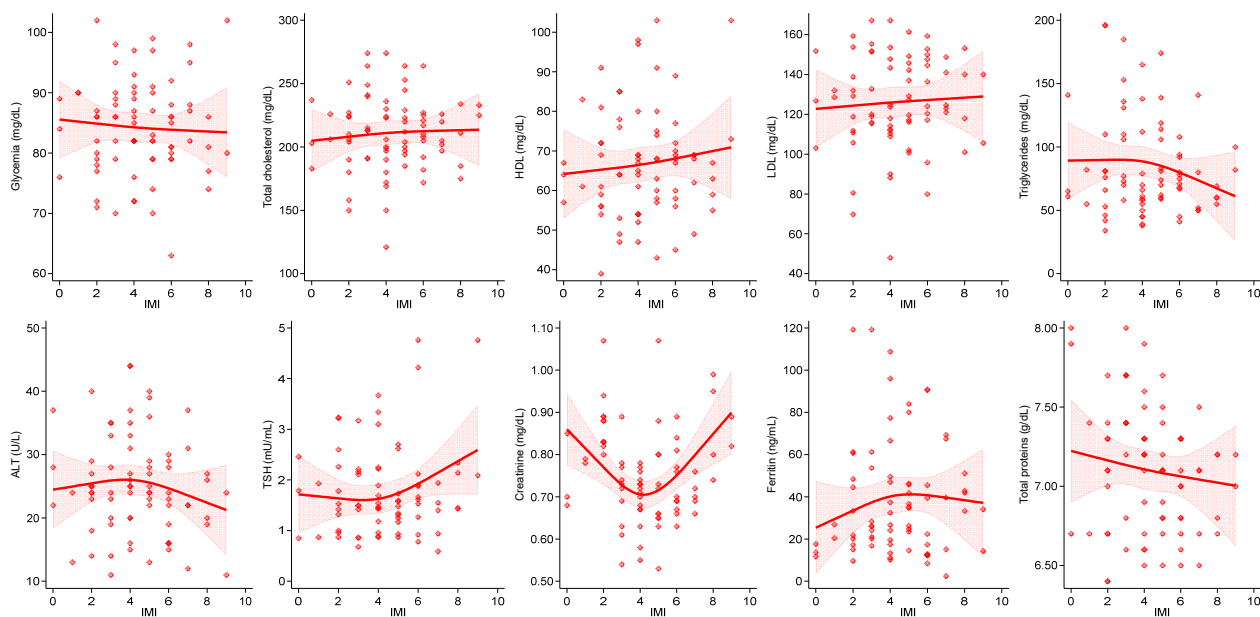 Glycemia (mg/dL)
100
90
80
70
60
0 2 4 6 8 10
IMI
Total cholesterol (mg/dL)
300
250
200
150
100
0 2 4 6 8 10
IMI
HDL (mg/dL)
100
90
80
70
60
50
40
0 2 4 6 8 10
IMI
LDL (mg/dL)
160
140
120
100
80
60
40
0 2 4 6 8 10
IMI
Triglycerides (mg/dL)
200
150
100
50
0
0 2 4 6 8 10
IMI
ALT (U/L)
50
40
30
20
10
0 2 4 6 8 10
IMI
TSH (mU/mL)
5
4
3
2
1
0
0 2 4 6 8 10
IMI
Creatinine (mg/dL)
1.10
1.00
0.90
0.80
0.70
0.60
0.50
0 2 4 6 8 10
IMI
Ferritin (ng/mL)
120
100
80
60
40
20
0
0 2 4 6 8 10
IMI
Total proteins (g/dL)
8.00
7.50
7.00
6.50
0 2 4 6 8 10
IMI